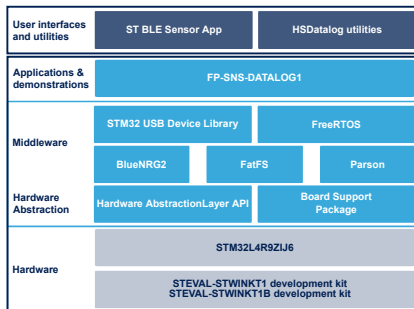 User interfaces
and utilities
ST BLE Sensor App
HSDatalog utilities
Applications &
demonstrations
FP-SNS-DATALOG1
Middleware
STM32 USB Device Library
FreeRTOS
BlueNRG2
FatFS
Parson
Hardware
Abstraction
Hardware AbstractionLayer API
Board Support
Package
Hardware
STM32L4R9ZIJ6
STEVAL-STWINKT1 development kit
STEVAL-STWINKT1B development kit